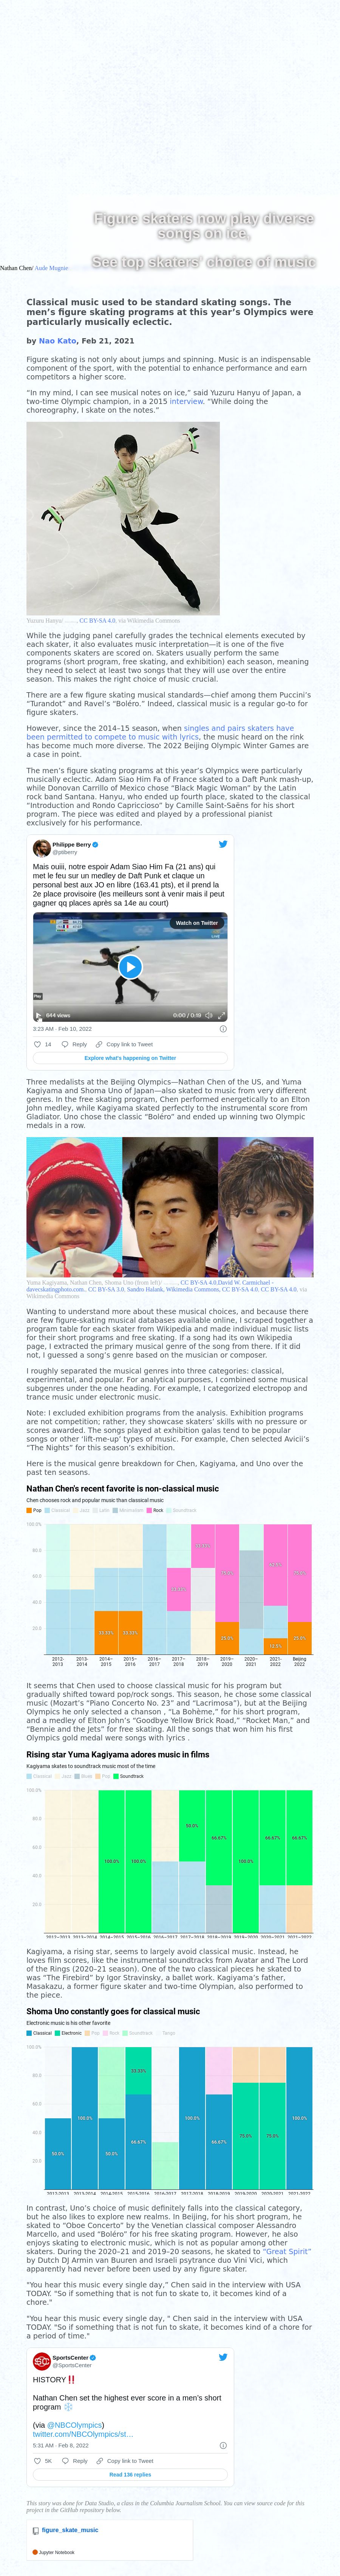 Figure skaters now play diverse
songs on ice,
See top skaters' choice of music
Nathan Chen/ Aude Mugnie
Classical music used to be standard skating songs. The
men's figure skating programs at this year's Olympics were
particularly musically eclectic.
by Nao Kato, Feb 21, 2021
Figure skating is not only about jumps and spinning. Music is an indispensable
component of the sport, with the potential to enhance performance and earn
competitors a higher score.
“In my mind, I can see musical notes on ice,” said Yuzuru Hanyu of Japan, a
two-time Olympic champion, in a 2015 interview. “While doing the
choreography, I skate on the notes.”
Yuzuru Hanyu/ CC BY-SA 4.0, via Wikimedia Commons
While the judging panel carefully grades the technical elements executed by
each skater, it also evaluates music interpretation—it is one of the five
components skaters are scored on. Skaters usually perform the same
programs (short program, free skating, and exhibition) each season, meaning
they need to select at least two songs that they will use over the entire
season. This makes the right choice of music crucial.
There are a few figure skating musical standards—chief among them Puccini's
“Turandot” and Ravel's “Boléro.” Indeed, classical music is a regular go-to for
figure skaters.
However, since the 2014–15 season, when singles and pairs skaters have
been permitted to compete to music with lyrics, the music heard on the rink
has become much more diverse. The 2022 Beijing Olympic Winter Games are
a case in point.
The men's figure skating programs at this year's Olympics were particularly
musically eclectic. Adam Siao Him Fa of France skated to a Daft Punk mash-up,
while Donovan Carrillo of Mexico chose “Black Magic Woman” by the Latin
rock band Santana. Hanyu, who ended up fourth place, skated to the classical
“Introduction and Rondo Capriccioso” by Camille Saint-Saëns for his short
program. The piece was edited and played by a professional pianist
exclusively for his performance.
Philippe Berry
@ptiberry
Mais ouiii, notre espoir Adam Siao Him Fa (21 ans) qui
met le feu sur un medley de Daft Punk et claque un
personal best aux JO en libre (163.41 pts), et il prend la
2e place provisoire (les meilleurs sont à venir mais il peut
gagner qq places après sa 14e au court)
Watch on Twitter
644 views
0:00 / 0:19
3:23 AM · Feb 10, 2022
14 Reply Copy link to Tweet
Explore what's happening on Twitter
Three medalists at the Beijing Olympics—Nathan Chen of the US, and Yuma
Kagiyama and Shoma Uno of Japan—also skated to music from very different
genres. In the free skating program, Chen performed energetically to an Elton
John medley, while Kagiyama skated perfectly to the instrumental score from
Gladiator. Uno chose the classic “Boléro” and ended up winning two Olympic
medals in a row.
Yuma Kagiyama, Nathan Chen, Shoma Uno (from left)/ CC BY-SA 4.0,David W. Carmichael -
davecskatingphoto.com., CC BY-SA 3.0, Sandro Halank, Wikimedia Commons, CC BY-SA 4.0, CC BY-SA 4.0, via
Wikimedia Commons
Wanting to understand more about these musical choices, and because there
are few figure-skating musical databases available, I hacked together a
program that for each skater from Wikipedia and made individual music lists
for their short programs and free skating. If a song had its own Wikipedia
page, I extracted the primary musical genre of the song from there. If it did
not, I guessed a song's genre based on the musician or composer.
I roughly separated the musical genres into three categories: classical,
experimental, and popular. For analytical purposes, I combined some musical
subgenres under the one heading. For example, I categorized electropop and
trance music under electronic music.
Note: I excluded exhibition programs from the analysis. Exhibition programs
are not competitions; rather, they showcase skaters' skills with no pressure or
scores awarded. The songs played at exhibition galas tend to be popular
songs or other ‘lift-me-up’ types of music. For example, Chen selected Avicii's
“The Nights” for this season's exhibition.
Here is the musical genre breakdown for Chen, Kagiyama, and Uno over the
past ten seasons.
Nathan Chen's recent favorite is non-classical music
Chen chooses rock and popular music than classical music
Pop Classical Jazz Latin Minimalism Rock Soundtrack
100.0%
80.0
60.0
40.0
20.0
33.33% 33.33% 25.0% 12.5% 25.0%
2012-2013 2013-2014 2014–2015 2015–2016 2016–2017 2017–2018 2018–2019 2019–2020 2020–2021 2021-2022 Beijing 2022
It seems that Chen used to chose classical music for his program but
gradually shifted toward pop/rock songs. This season, he chose some classical
music (Mozart's “Piano Concerto No. 23” and “Lacrimosa”), but at the Beijing
Olympics he only selected a chanson , “La Bohème,” for his short program,
and a medley of Elton John's “Goodbye Yellow Brick Road,” “Rocket Man,” and
“Bennie and the Jets” for free skating. All the songs that won him his first
Olympics gold medal were songs with lyrics .
Rising star Yuma Kagiyama adores music in films
Kagiyama skates to soundtrack music most of the time
Classical Jazz Blues Pop Soundtrack
100.0%
80.0
60.0
40.0
20.0
100.0% 100.0% 50.0% 66.67% 100.0% 66.67% 66.67%
2012–2013 2013–2014 2014–2015 2015–2016 2016–2017 2017–2018 2018–2019 2019–2020 2020–2021 2021–2022
Kagiyama, a rising star, seems to largely avoid classical music. Instead, he
loves film scores, like the instrumental soundtracks from Avatar and The Lord
of the Rings (2020–21 season). One of the two classical pieces he skated to
was “The Firebird” by Igor Stravinsky, a ballet work. Kagiyama's father,
Masakazu, a former figure skater and two-time Olympian, also performed to
the piece.
Shoma Uno constantly goes for classical music
Electronic music is his other favorite
Classical Electronic Pop Rock Soundtrack Tango
100.0%
80.0
60.0
40.0
20.0
50.0% 100.0% 50.0% 33.33% 66.67% 100.0% 66.67% 75.0% 75.0% 100.0%
2012-2013 2013-2014 2014-2015 2015-2016 2016-2017 2017-2018 2018-2019 2019-2020 2020-2021 2021-2022
In contrast, Uno's choice of music definitely falls into the classical category,
but he also likes to explore new realms. In Beijing, for his short program, he
skated to “Oboe Concerto” by the Venetian classical composer Alessandro
Marcello, and used “Boléro” for his free skating program. However, he also
enjoys skating to electronic music, which is not as popular among other
skaters. During the 2020–21 and 2019–20 seasons, he skated to “Great Spirit”
by Dutch DJ Armin van Buuren and Israeli psytrance duo Vini Vici, which
apparently had never before been used by any figure skater.
"You hear this music every single day,” Chen said in the interview with USA
TODAY. "So if something that is not fun to skate to, it becomes kind of a
chore."
"You hear this music every single day, “ Chen said in the interview with USA
TODAY. "So if something that is not fun to skate, it becomes kind of a chore for
a period of time."
SportsCenter
@SportsCenter
HISTORY‼️
Nathan Chen set the highest ever score in a men's short
program ❄️
(via @NBCOlympics)
twitter.com/NBCOlympics/st…
5:31 AM · Feb 8, 2022
5K Reply Copy link to Tweet
Read 136 replies
This story was done for Data Studio, a class in the Columbia Journalism School. You can view source code for this
project in the GitHub repository below.
figure_skate_music
Jupyter Notebook